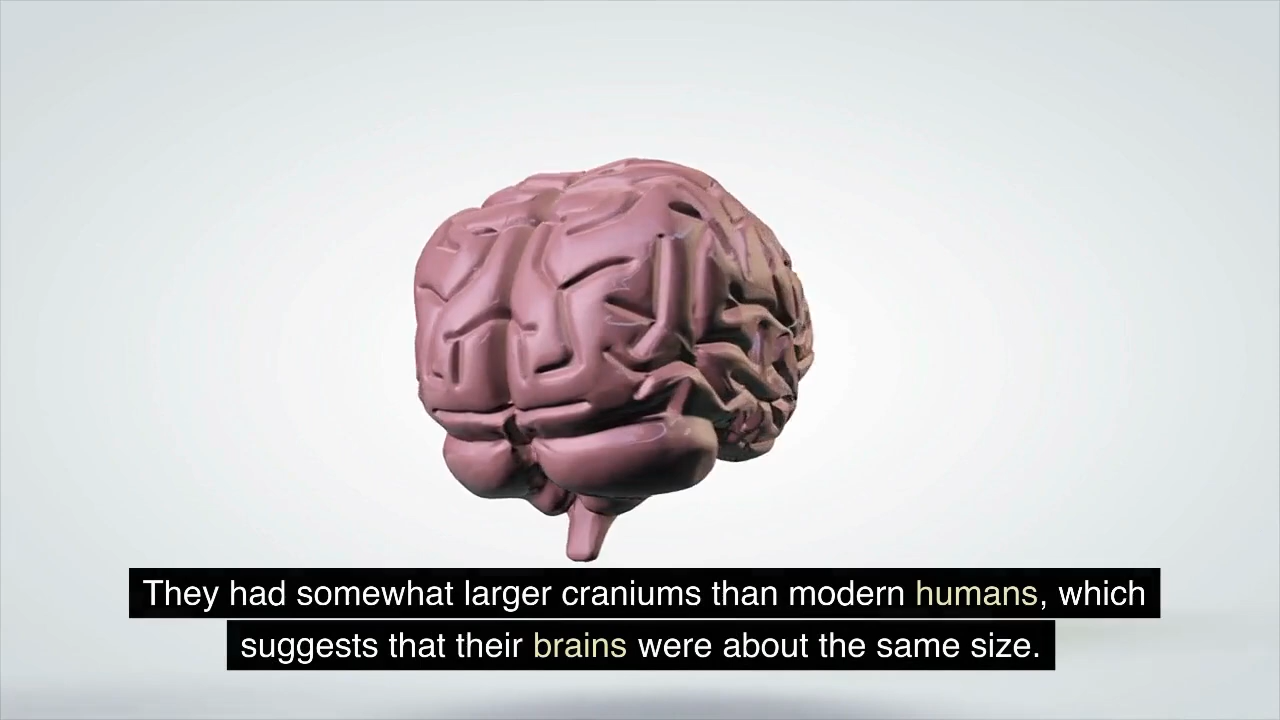 They had somewhat larger craniums than modern humans, which
suggests that their brains were about the same size.